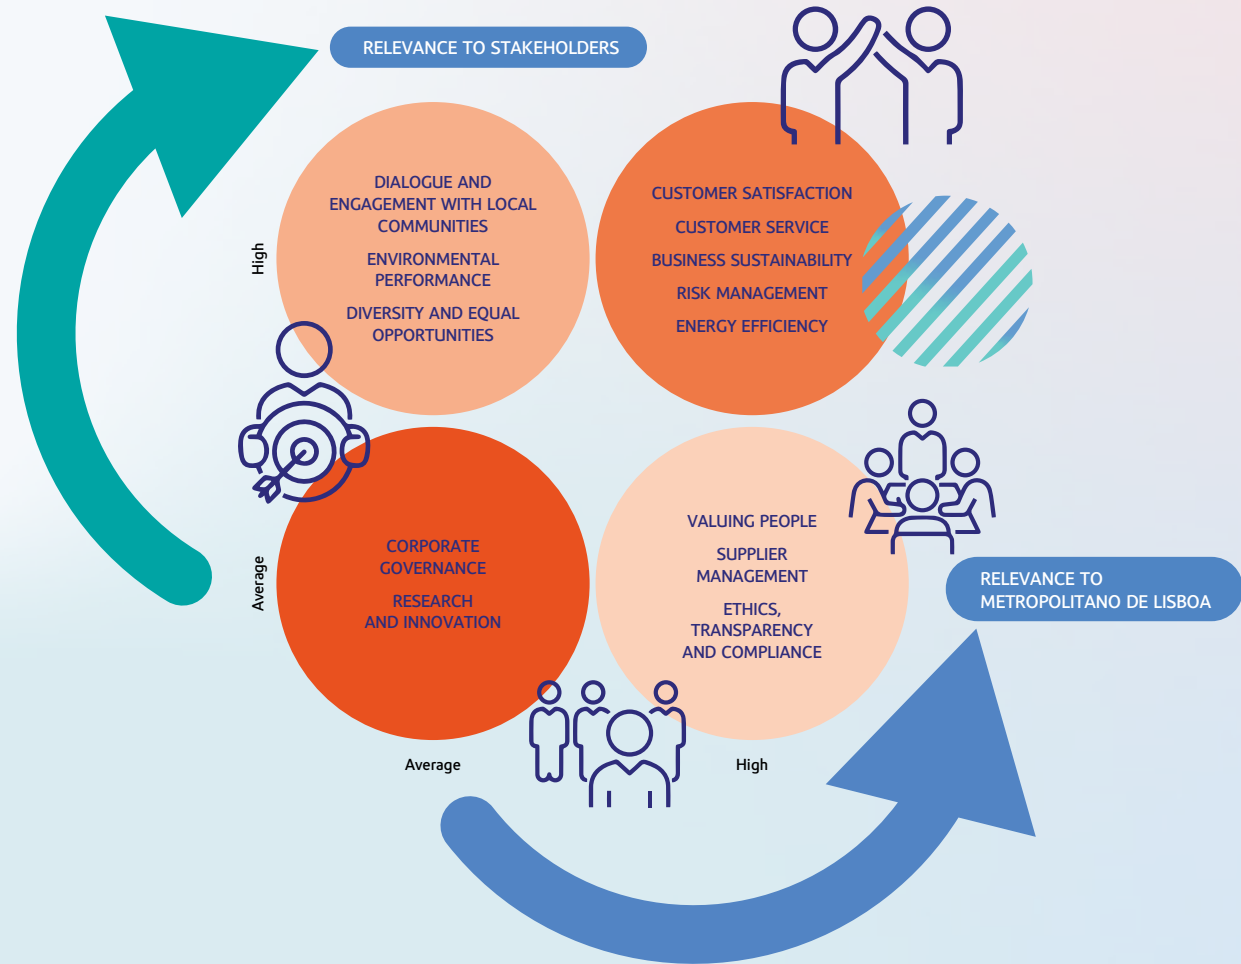 RELEVANCE TO STAKEHOLDERS
High
DIALOGUE AND
ENGAGEMENT WITH LOCAL
COMMUNITIES
ENVIRONMENTAL
PERFORMANCE
DIVERSITY AND EQUAL
OPPORTUNITIES
CUSTOMER SATISFACTION
CUSTOMER SERVICE
BUSINESS SUSTAINABILITY
RISK MANAGEMENT
ENERGY EFFICIENCY
Average
CORPORATE
GOVERNANCE
RESEARCH
AND INNOVATION
VALUING PEOPLE
SUPPLIER
MANAGEMENT
ETHICS,
TRANSPARENCY
AND COMPLIANCE
RELEVANCE TO
METROPOLITANO DE LISBOA
Average
High